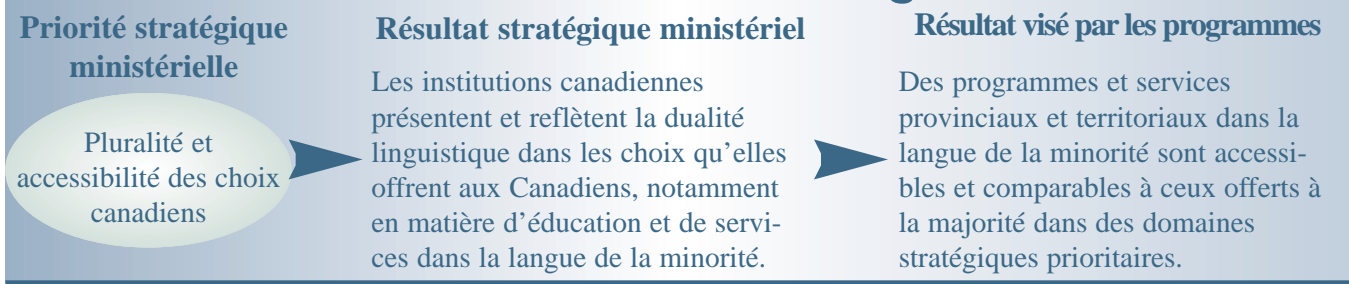 Priorité stratégique
ministérielle
Pluralité et
accessibilité des choix
canadiens
Résultat stratégique ministériel
Les institutions canadiennes
présentent et reflètent la dualité
linguistique dans les choix qu’elles
offrent aux Canadiens, notamment
en matière d’éducation et de servi-
ces dans la langue de la minorité.
Résultat visé par les programmes
Des programmes et services
provinciaux et territoriaux dans la
langue de la minorité sont accessi-
bles et comparables à ceux offerts à
la majorité dans des domaines
stratégiques prioritaires.